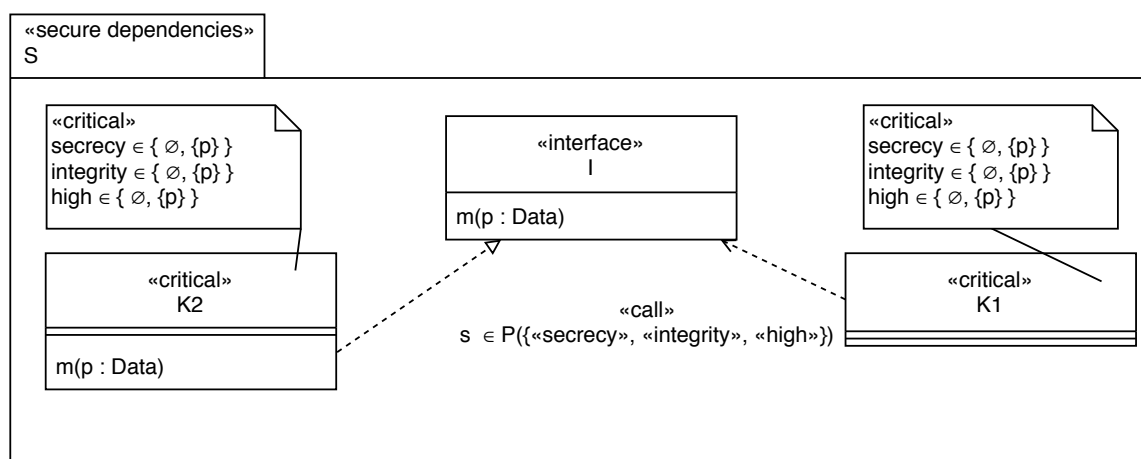 «secure dependencies»
S
«critical»
secrecy ∈ { ∅, {p} }
integrity ∈ { ∅, {p} }
high ∈ { ∅, {p} }
«interface»
I
m(p : Data)
«critical»
secrecy ∈ { ∅, {p} }
integrity ∈ { ∅, {p} }
high ∈ { ∅, {p} }
«critical»
K2
m(p : Data)
«call»
s ∈ P({«secrecy», «integrity», «high»})
«critical»
K1